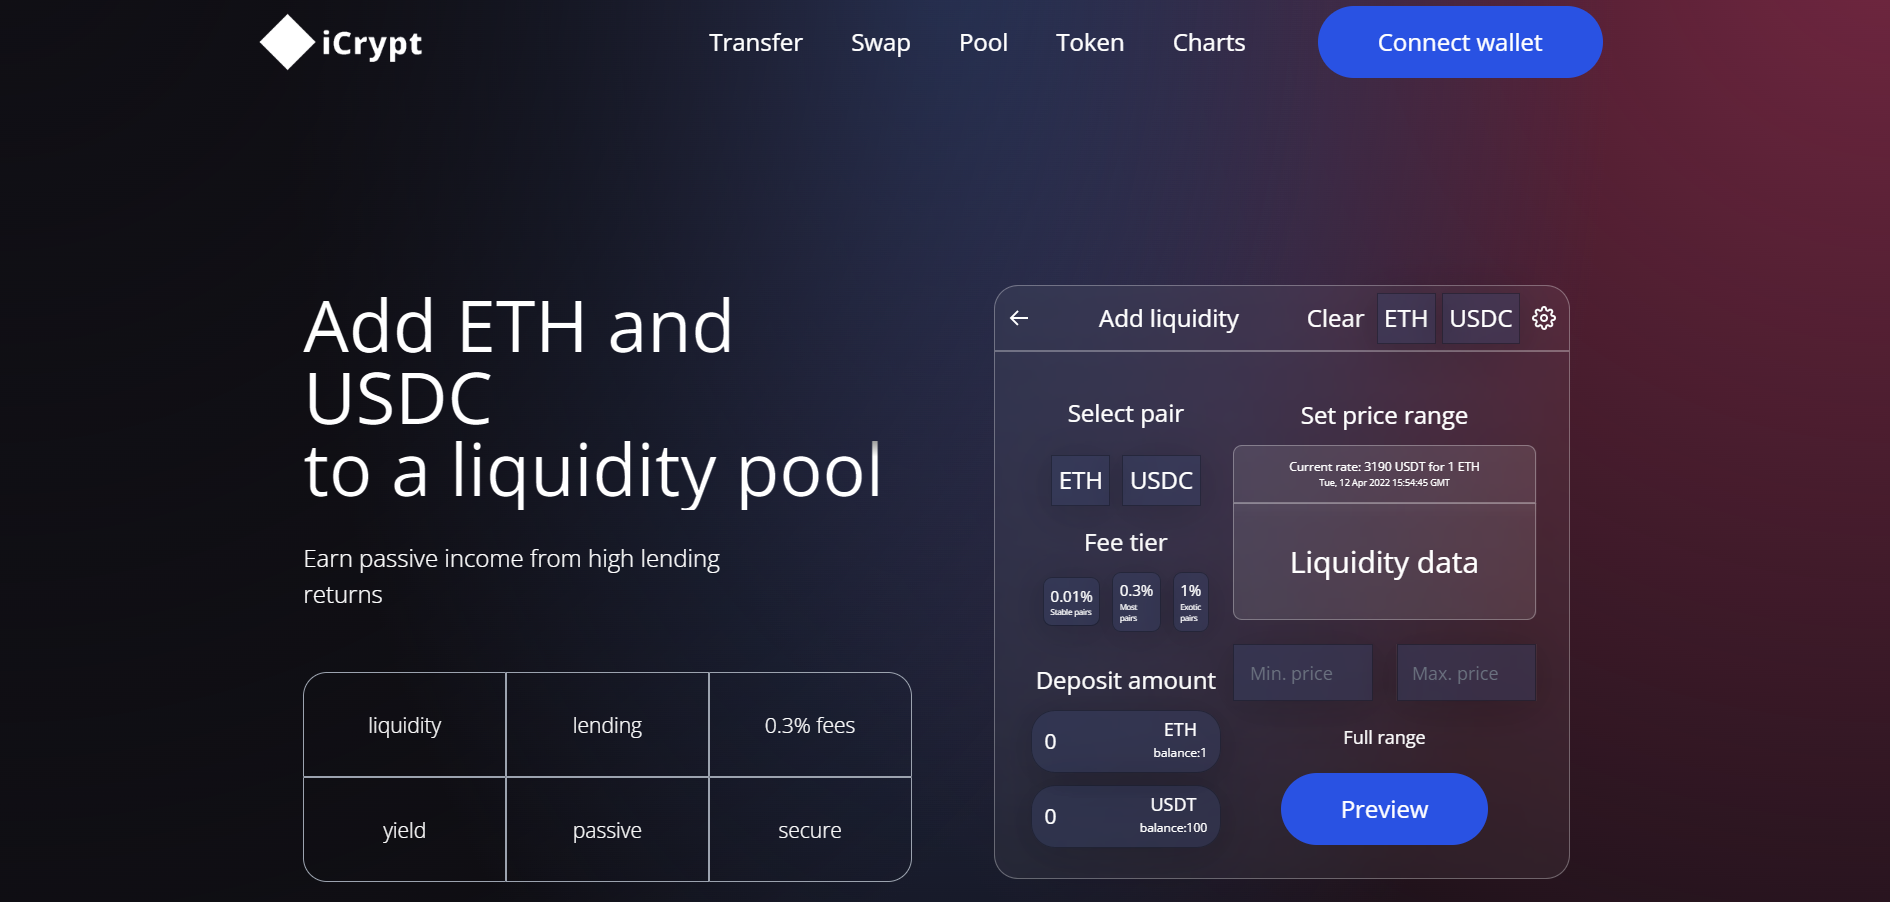 iCrypt
Transfer Swap Pool Token Charts
Connect wallet
Add ETH and
USDC
to a liquidity pool
Earn passive income from high lending
returns
liquidity lending 0.3% fees
yield passive secure
Add liquidity Clear ETH USDC
Select pair
ETH USDC
Fee tier
0.01%
Stable pairs
0.3%
Most
pairs
1%
Exotic
pairs
Deposit amount
0 ETH
balance:1
0 USDT
balance:100
Set price range
Current rate: 3190 USDT for 1 ETH
Tue, 12 Apr 2022 15:54:45 GMT
Liquidity data
Min. price Max. price
Full range
Preview